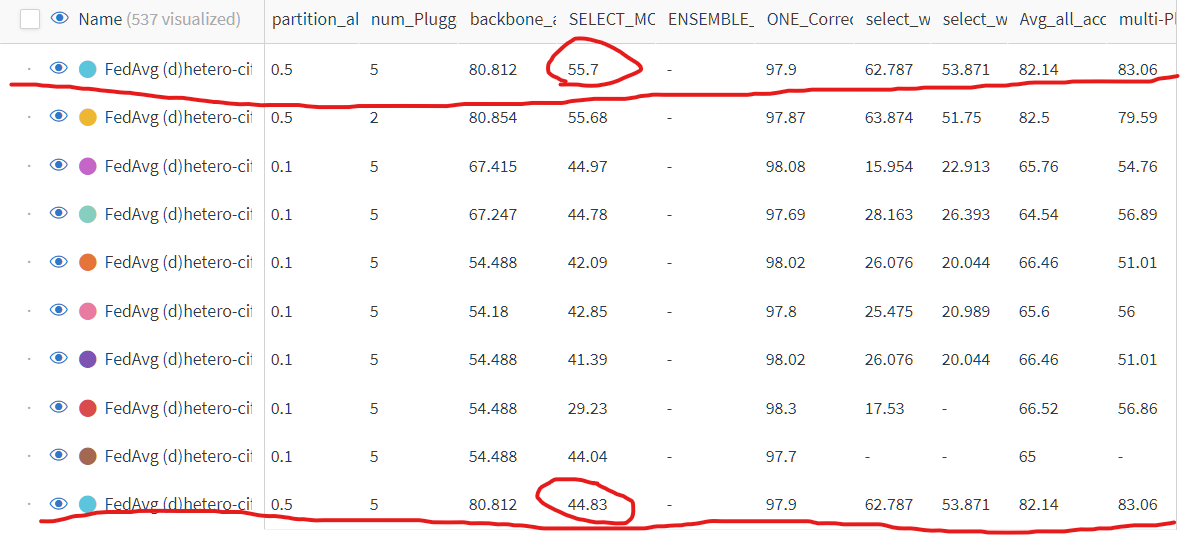 Name (537 visualized) partition_al num_Plugg backbone_a SELECT_MC ENSEMBLE_ ONE_Correc select_w select_w Avg_all_acc multi-Pl
FedAvg (d)hetero-cif 0.5 5 80.812 55.7 - 97.9 62.787 53.871 82.14 83.06
FedAvg (d)hetero-cif 0.5 2 80.854 55.68 - 97.87 63.874 51.75 82.5 79.59
FedAvg (d)hetero-cif 0.1 5 67.415 44.97 - 98.08 15.954 22.913 65.76 54.76
FedAvg (d)hetero-cif 0.1 5 67.247 44.78 - 97.69 28.163 26.393 64.54 56.89
FedAvg (d)hetero-cif 0.1 5 54.488 42.09 - 98.02 26.076 20.044 66.46 51.01
FedAvg (d)hetero-cif 0.1 5 54.18 42.85 - 97.8 25.475 20.989 65.6 56
FedAvg (d)hetero-cif 0.1 5 54.488 41.39 - 98.02 26.076 20.044 66.46 51.01
FedAvg (d)hetero-cif 0.1 5 54.488 29.23 - 98.3 17.53 - 66.52 56.86
FedAvg (d)hetero-cif 0.1 5 54.488 44.04 - 97.7 - - 65 -
FedAvg (d)hetero-cif 0.5 5 80.812 44.83 - 97.9 62.787 53.871 82.14 83.06